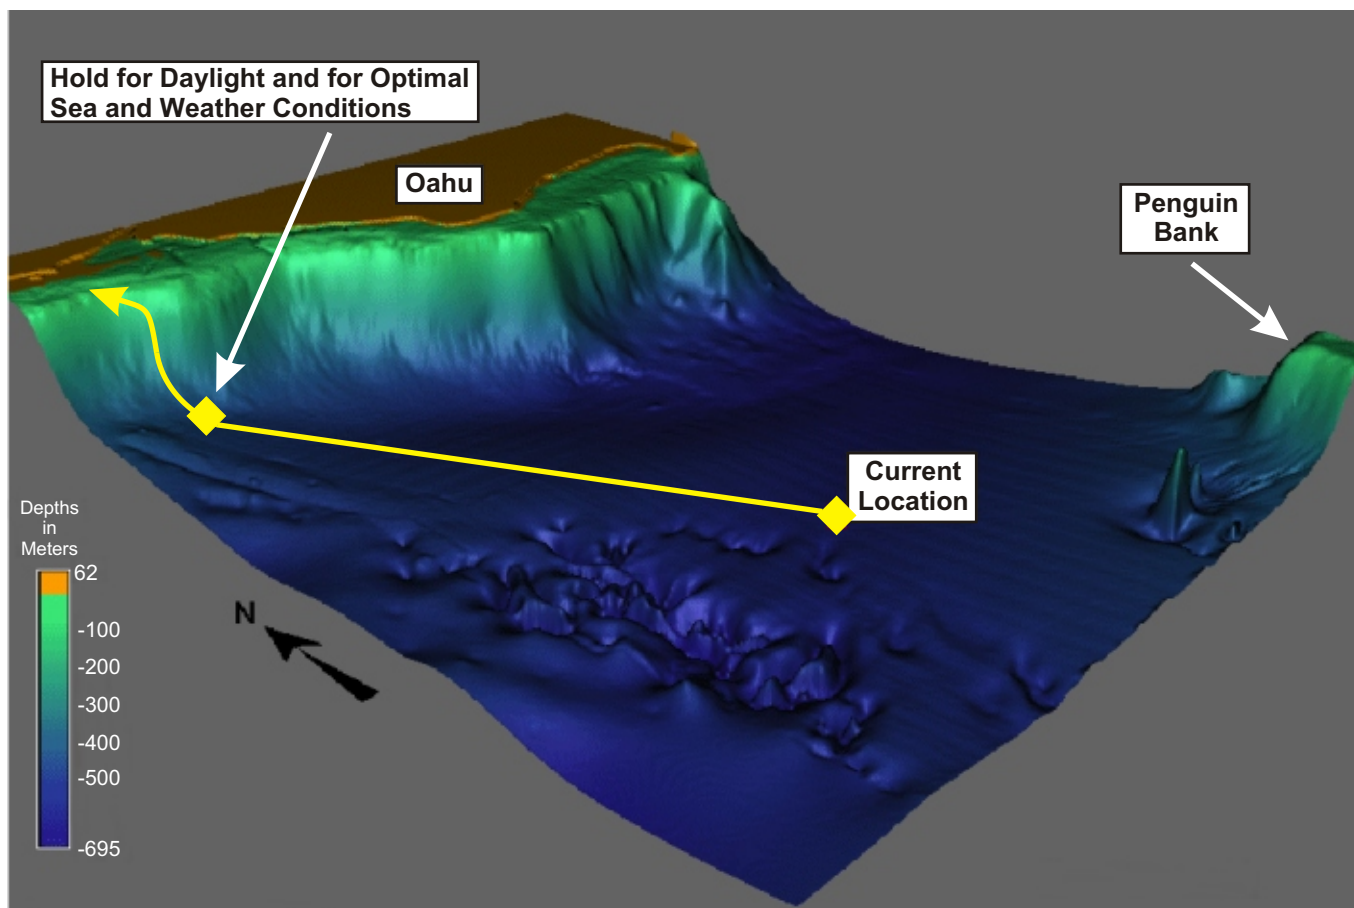 Hold for Daylight and for Optimal
Sea and Weather Conditions
Oahu
Penguin
Bank
Current
Location
Depths
in
Meters
62
-100
-200
-300
-400
-500
-695
N